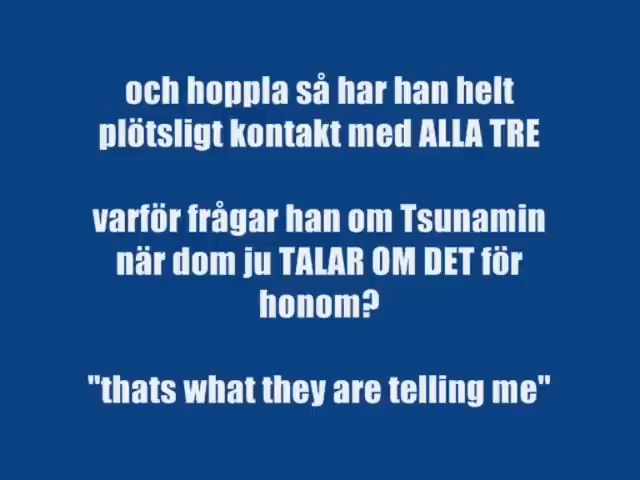 och hoppla så har han helt
plötsligt kontakt med ALLA TRE
varför frågar han om Tsunamin
när dom ju TALAR OM DET för
honom?
"thats what they are telling me"